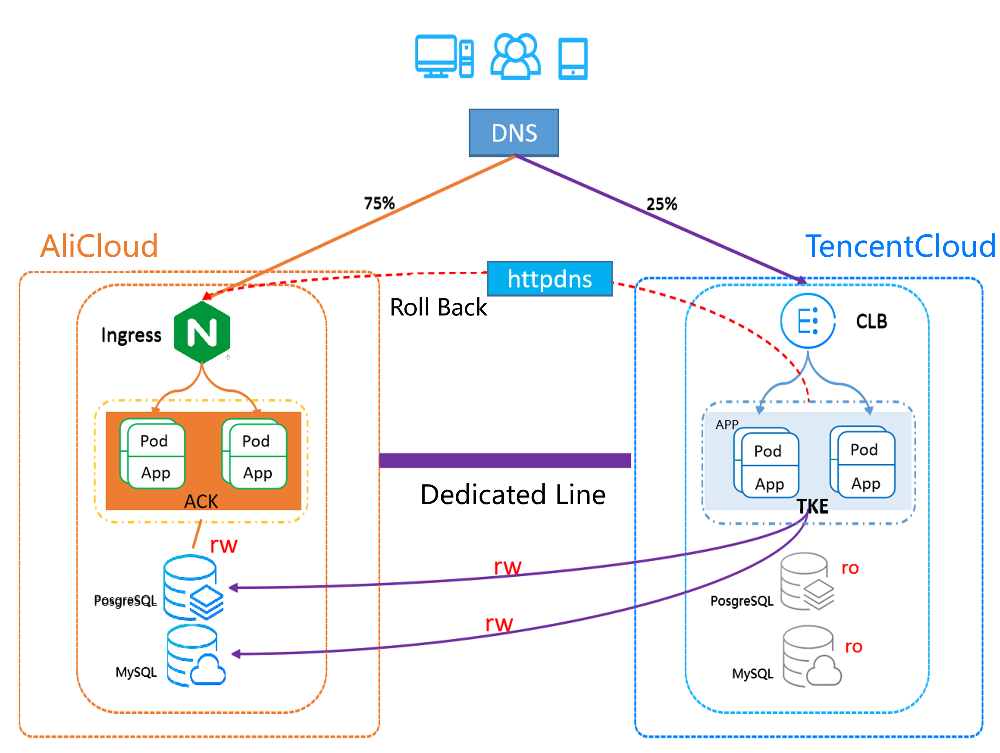 DNS
75%
25%
AliCloud
TencentCloud
httpdns
Roll Back
Ingress
N
CLB
APP
Pod
App
Pod
App
ACK
Pod
App
Pod
App
TKE
Dedicated Line
rw
rw
rw
PosgreSQL
MySQL
ro
PosgreSQL
ro
MySQL